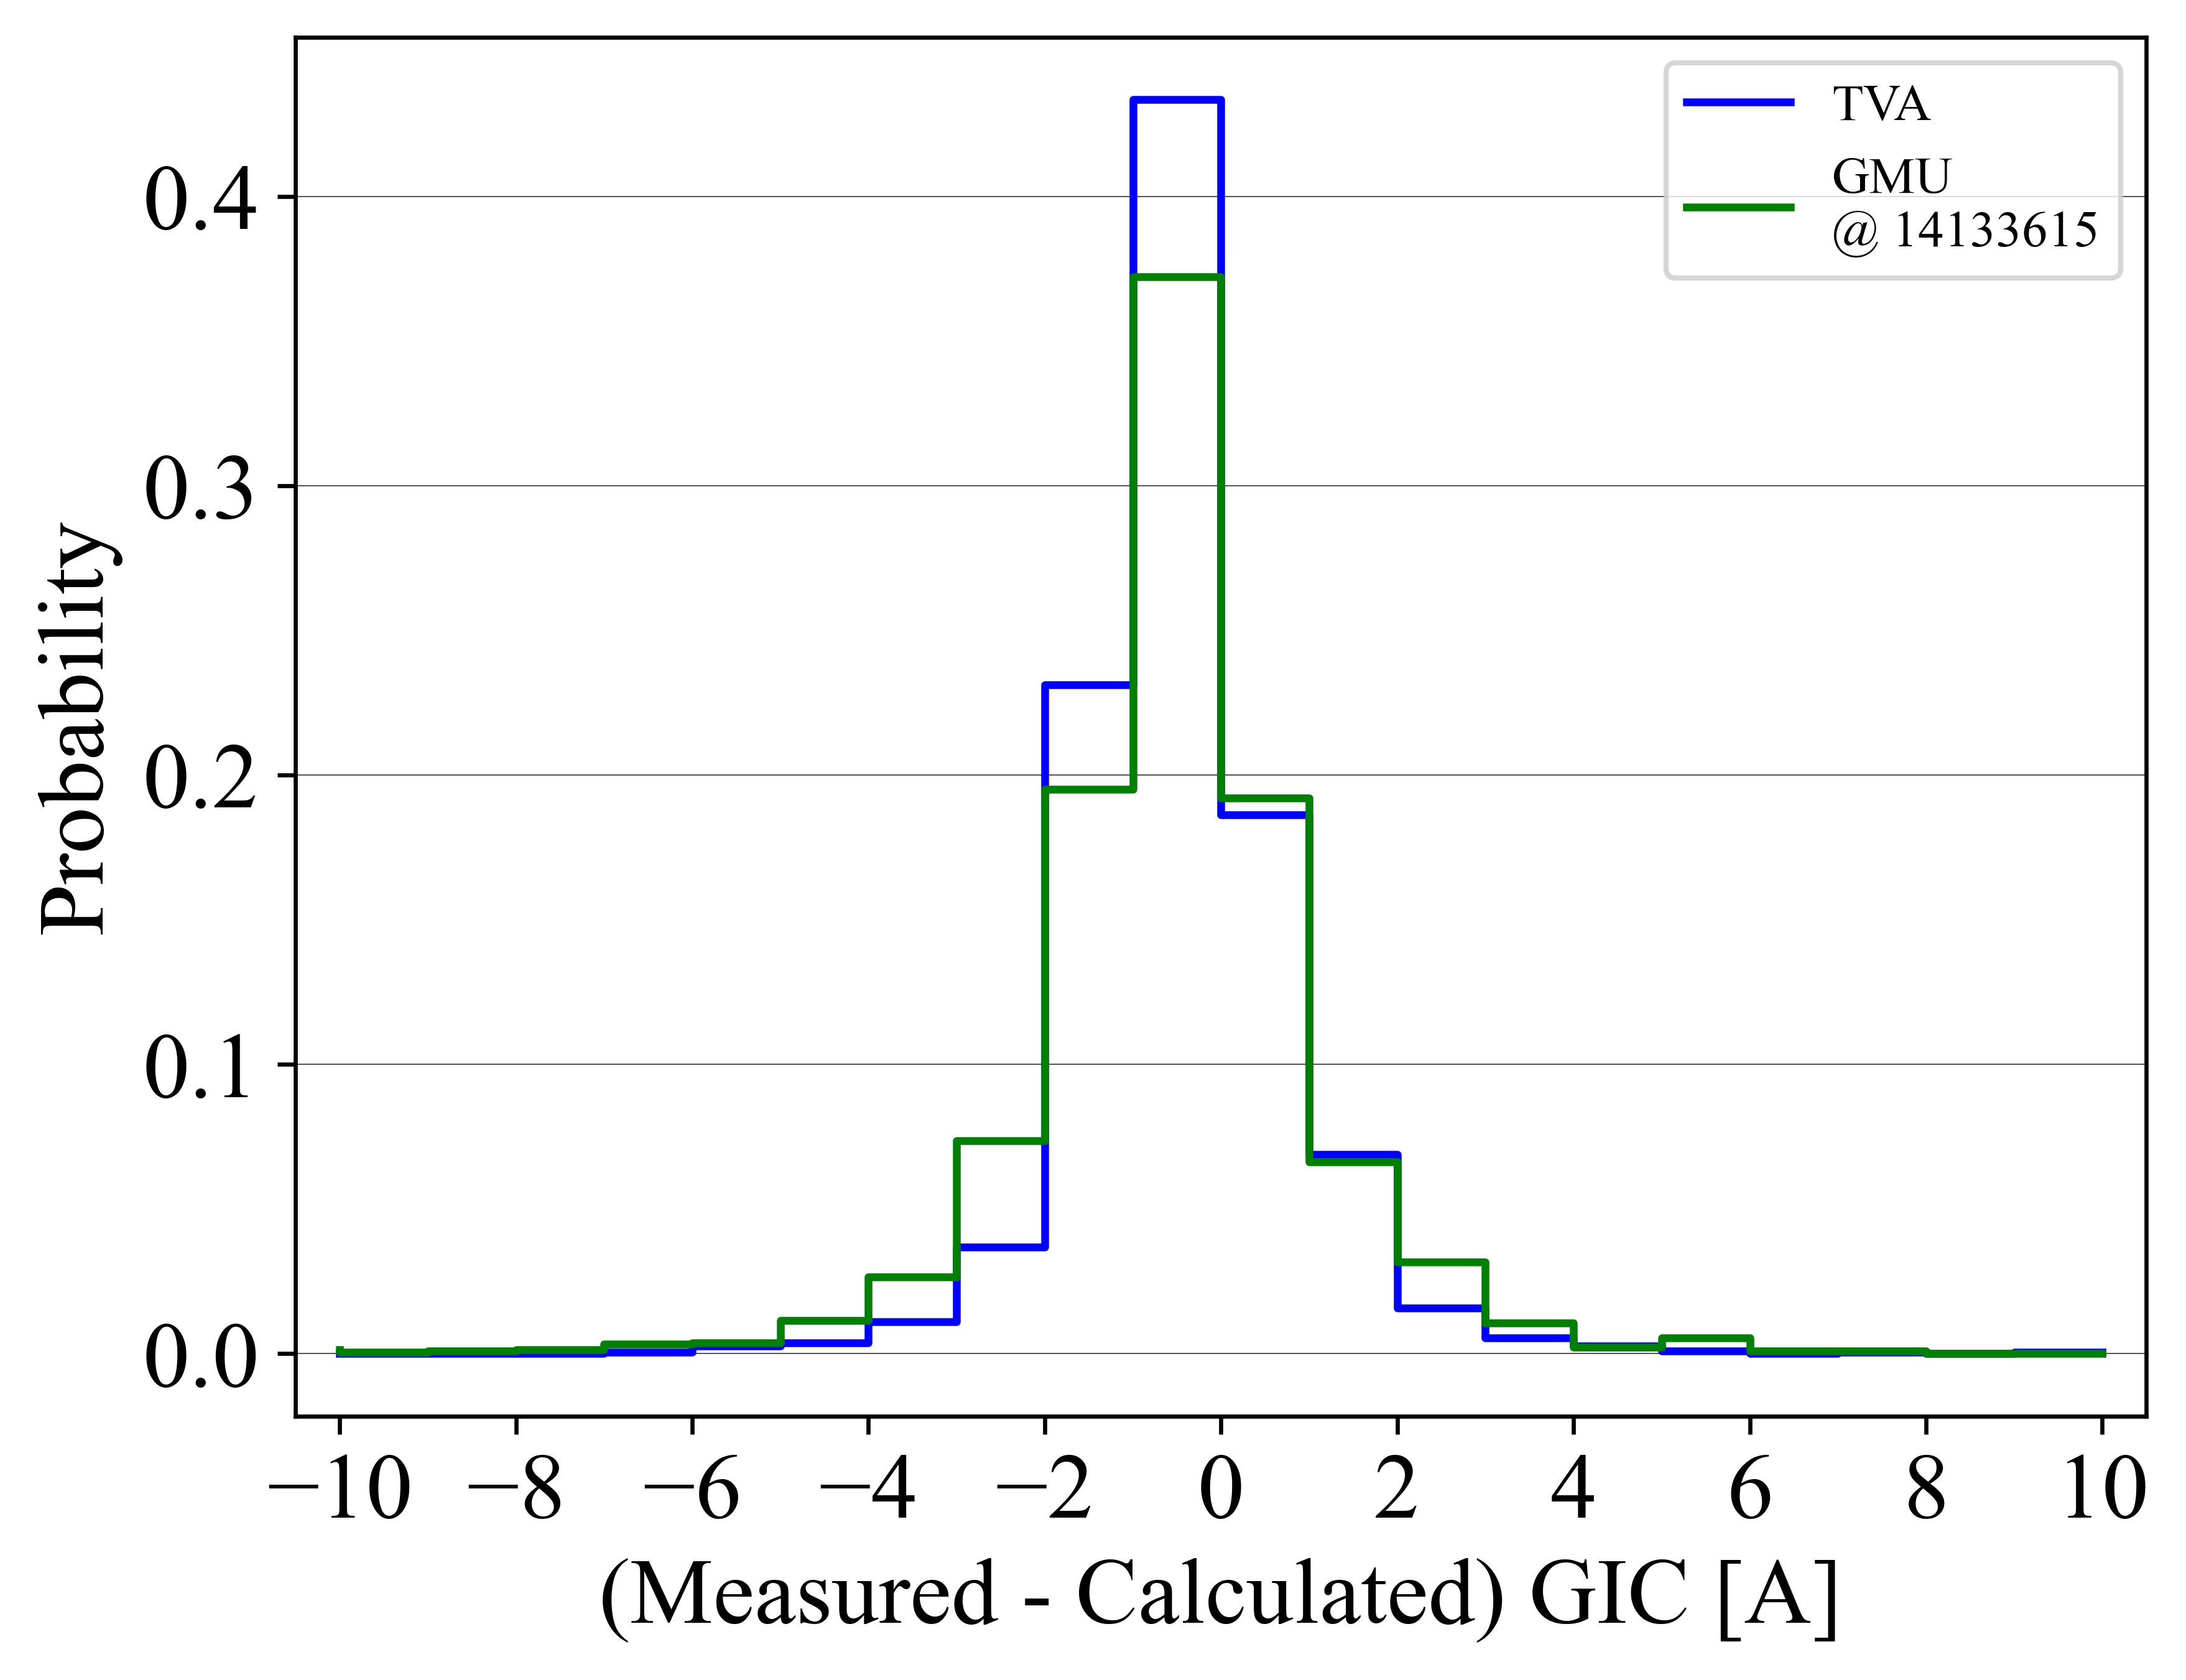 TVA
GMU
@ 14133615
0.4
0.3
0.2
0.1
0.0
Probability
−10 −8 −6 −4 −2 0 2 4 6 8 10
(Measured - Calculated) GIC [A]